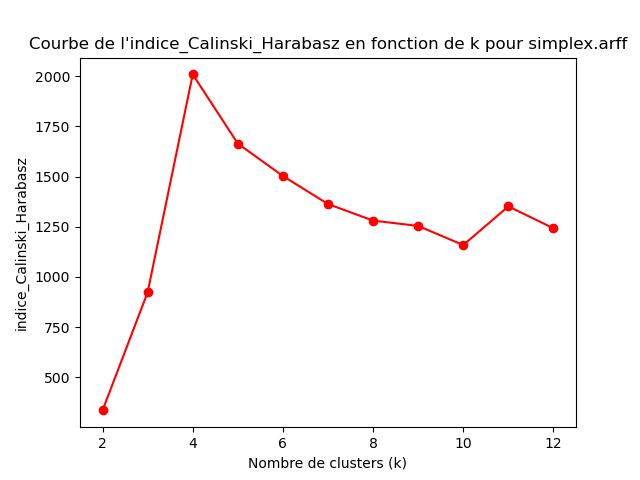 Courbe de l'indice_Calinski_Harabasz en fonction de k pour simplex.arff
2000
1750
1500
1250
1000
750
500
indice_Calinski_Harabasz
2 4 6 8 10 12
Nombre de clusters (k)